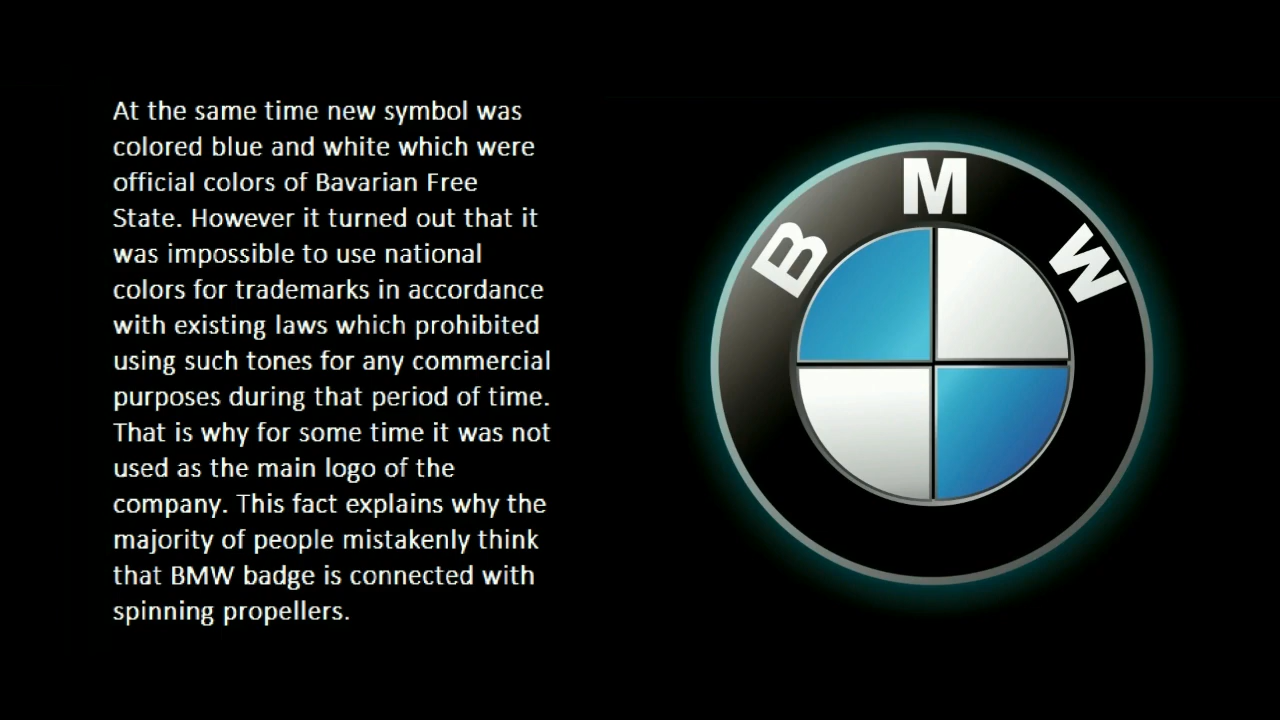 At the same time new symbol was
colored blue and white which were
official colors of Bavarian Free
State. However it turned out that it
was impossible to use national
colors for trademarks in accordance
with existing laws which prohibited
using such tones for any commercial
purposes during that period of time.
That is why for some time it was not
used as the main logo of the
company. This fact explains why the
majority of people mistakenly think
that BMW badge is connected with
spinning propellers.
B M W